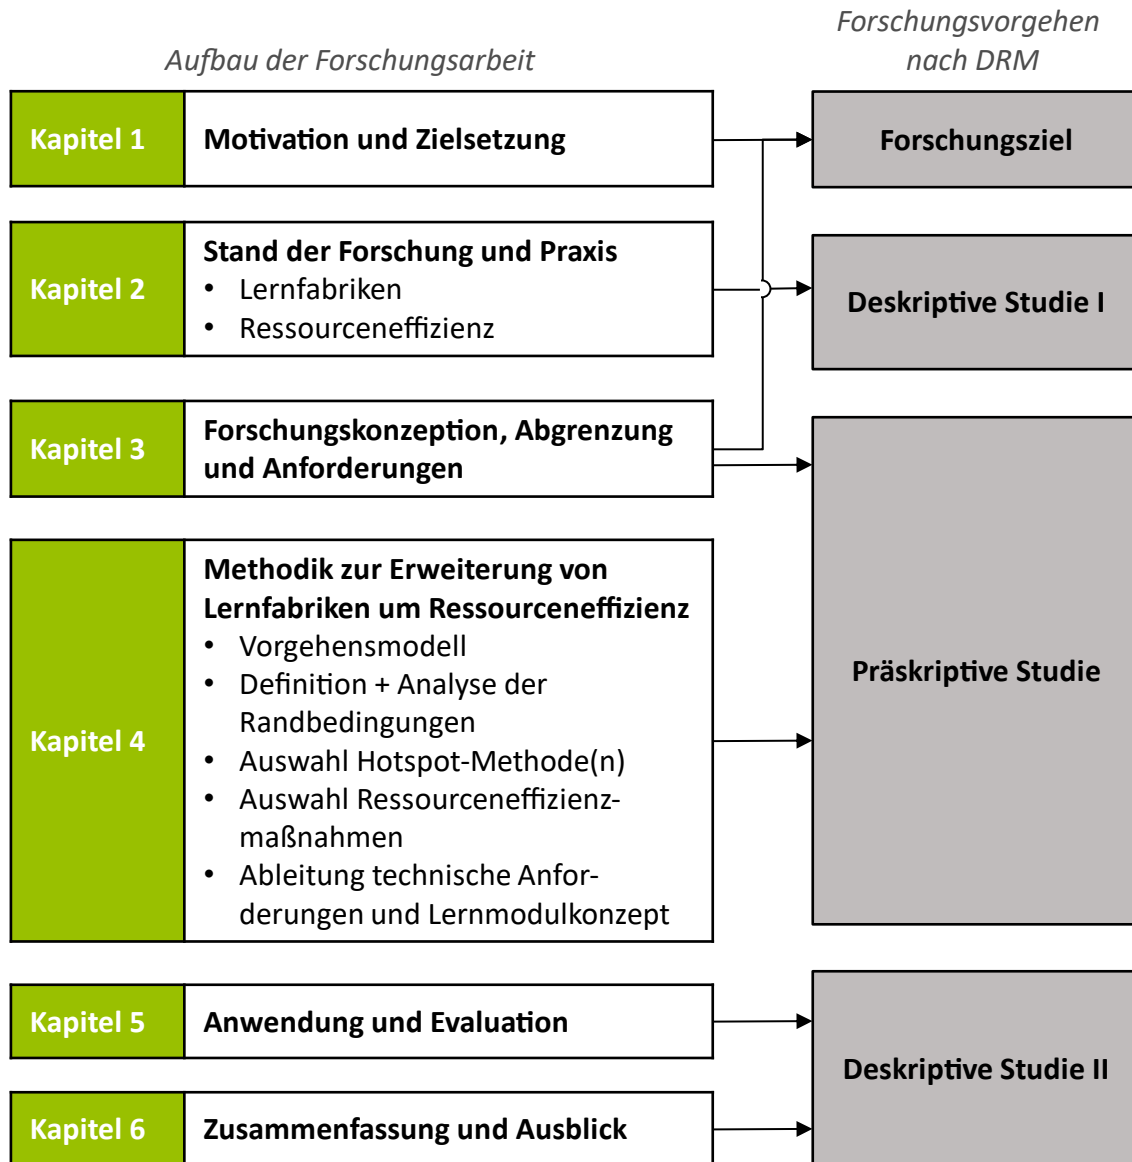 Aufbau der Forschungsarbeit
Forschungsvorgehen
nach DRM
Kapitel 1
Motivation und Zielsetzung
Forschungsziel
Kapitel 2
Stand der Forschung und Praxis
• Lernfabriken
• Ressourceneffizienz
Deskriptive Studie I
Kapitel 3
Forschungskonzeption, Abgrenzung
und Anforderungen
Kapitel 4
Methodik zur Erweiterung von
Lernfabriken um Ressourceneffizienz
• Vorgehensmodell
• Definition + Analyse der
Randbedingungen
• Auswahl Hotspot-Methode(n)
• Auswahl Ressourceneffizienz-
maßnahmen
• Ableitung technische Anfor-
derungen und Lernmodulkonzept
Präskriptive Studie
Kapitel 5
Anwendung und Evaluation
Kapitel 6
Zusammenfassung und Ausblick
Deskriptive Studie II